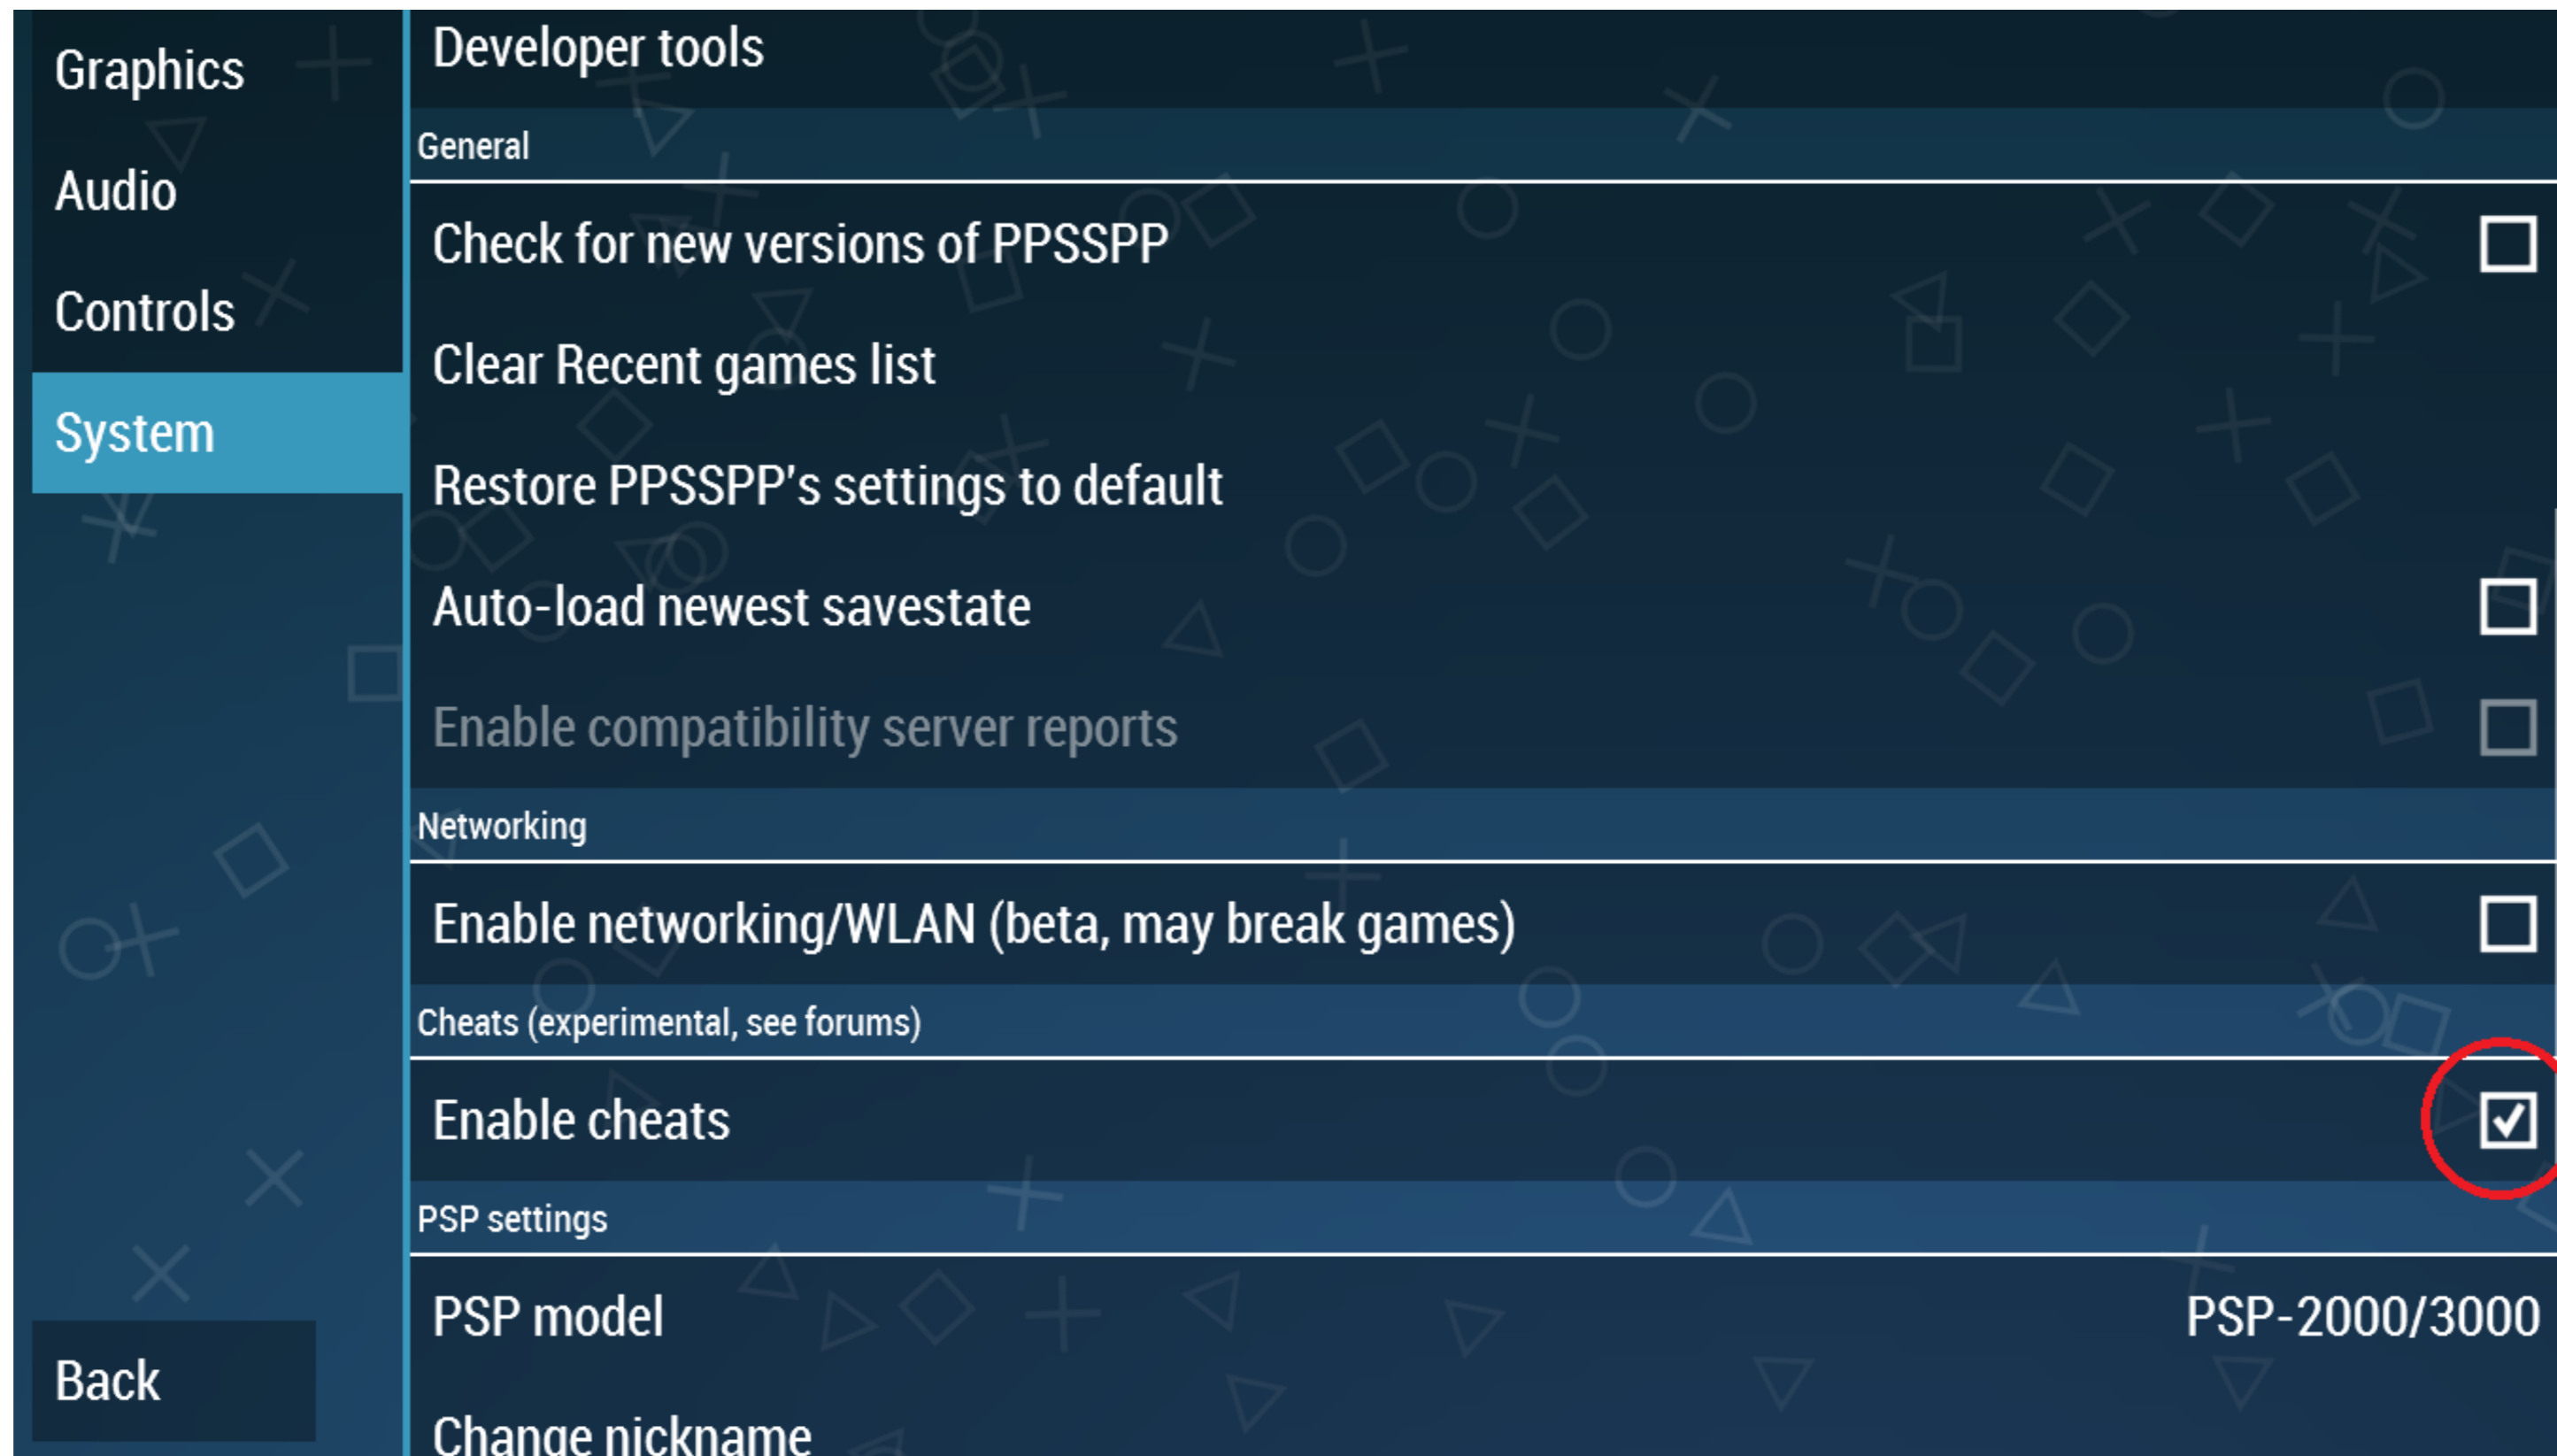 Graphics
Audio
Controls
System
Back
Developer tools
General
Check for new versions of PPSSPP
Clear Recent games list
Restore PPSSPP's settings to default
Auto-load newest savestate
Enable compatibility server reports
Networking
Enable networking/WLAN (beta, may break games)
Cheats (experimental, see forums)
Enable cheats
PSP settings
PSP model PSP-2000/3000
Change nickname